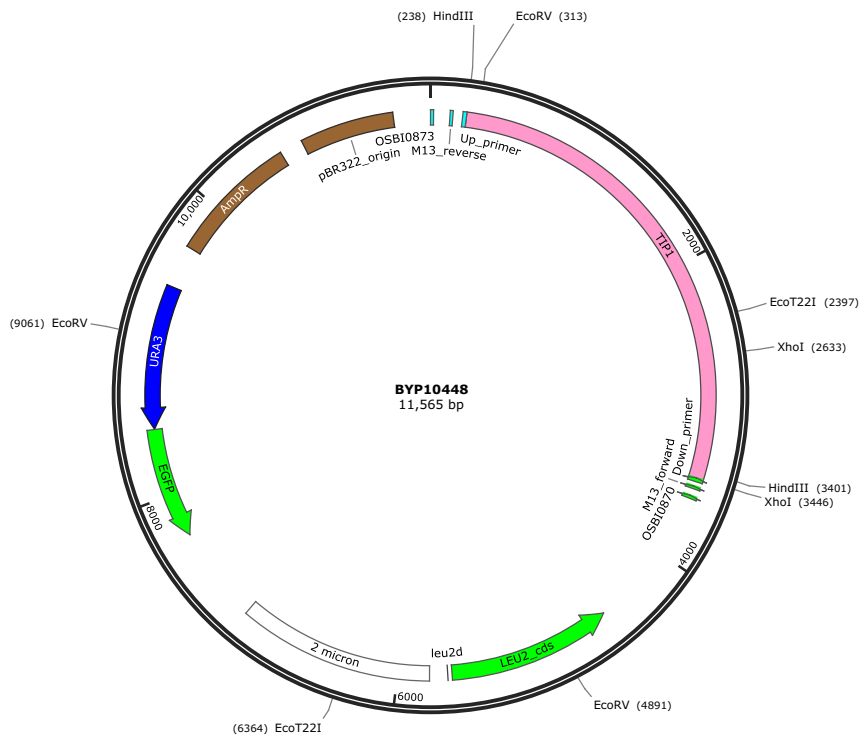 (238) HindIII
EcoRV (313)
OSBI0873
M13_reverse
Up_primer
pBR322_origin
AmpR
10,000
TIP1
2000
EcoT22I (2397)
XhoI (2633)
(9061) EcoRV
URA3
BYP10448
11,565 bp
Down_primer
M13_forward
OSBI0870
HindIII (3401)
XhoI (3446)
EGFP
8000
4000
2 micron
leu2d
LEU2_cds
6000
EcoRV (4891)
(6364) EcoT22I